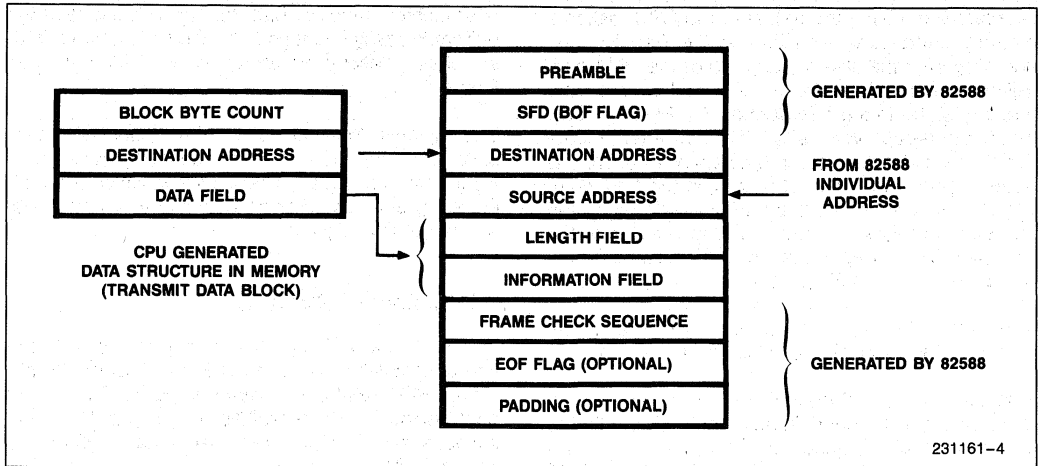 BLOCK BYTE COUNT
DESTINATION ADDRESS
DATA FIELD
CPU GENERATED
DATA STRUCTURE IN MEMORY
(TRANSMIT DATA BLOCK)
PREAMBLE
SFD (BOF FLAG)
DESTINATION ADDRESS
SOURCE ADDRESS
LENGTH FIELD
INFORMATION FIELD
FRAME CHECK SEQUENCE
EOF FLAG (OPTIONAL)
PADDING (OPTIONAL)
GENERATED BY 82588
FROM 82588
INDIVIDUAL
ADDRESS
GENERATED BY 82588
231161–4